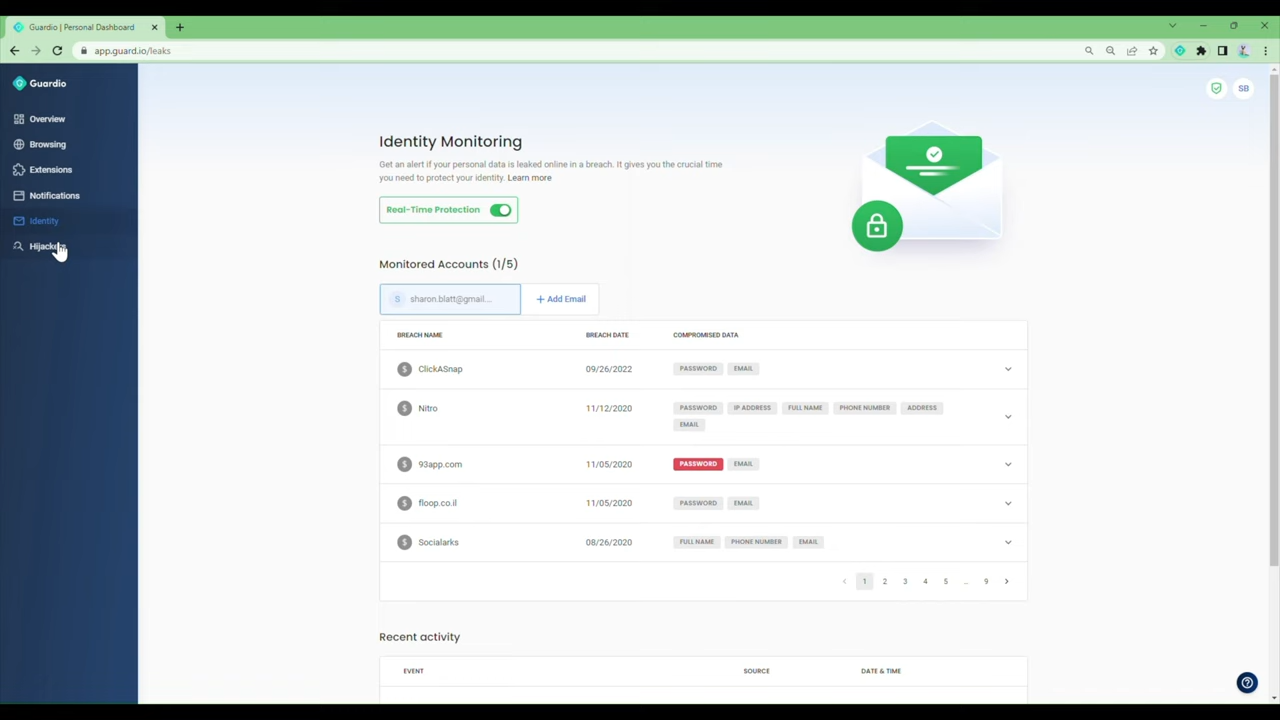 Guardio | Personal Dashboard
app.guard.io/leaks
Guardio
SB
Overview
Browsing
Extensions
Notifications
Identity
Identity Monitoring
Get an alert if your personal data is leaked online in a breach. It gives you the crucial time
you need to protect your identity. Learn more
Real-Time Protection
Monitored Accounts (1/5)
S sharon.blatt@gmail... + Add Email
BREACH NAME BREACH DATE COMPROMISED DATA
$ ClickASnap 09/26/2022 PASSWORD EMAIL
$ Nitro 11/12/2020 PASSWORD IP ADDRESS FULL NAME PHONE NUMBER ADDRESS
EMAIL
$ 93app.com 11/05/2020 PASSWORD EMAIL
$ floop.co.il 11/05/2020 PASSWORD EMAIL
$ Socialarks 08/26/2020 FULL NAME PHONE NUMBER EMAIL
‹ 1 2 3 4 5 ... 9 ›
Recent activity
EVENT SOURCE DATE & TIME